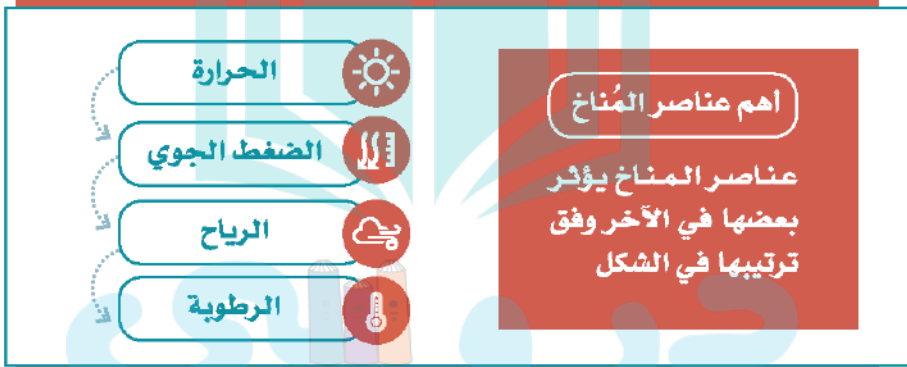 أهم عناصر المُناخ
عناصر المناخ يؤثر
بعضها في الآخر وفق
ترتيبها في الشكل
الحرارة
الضغط الجوي
الرياح
الرطوبة